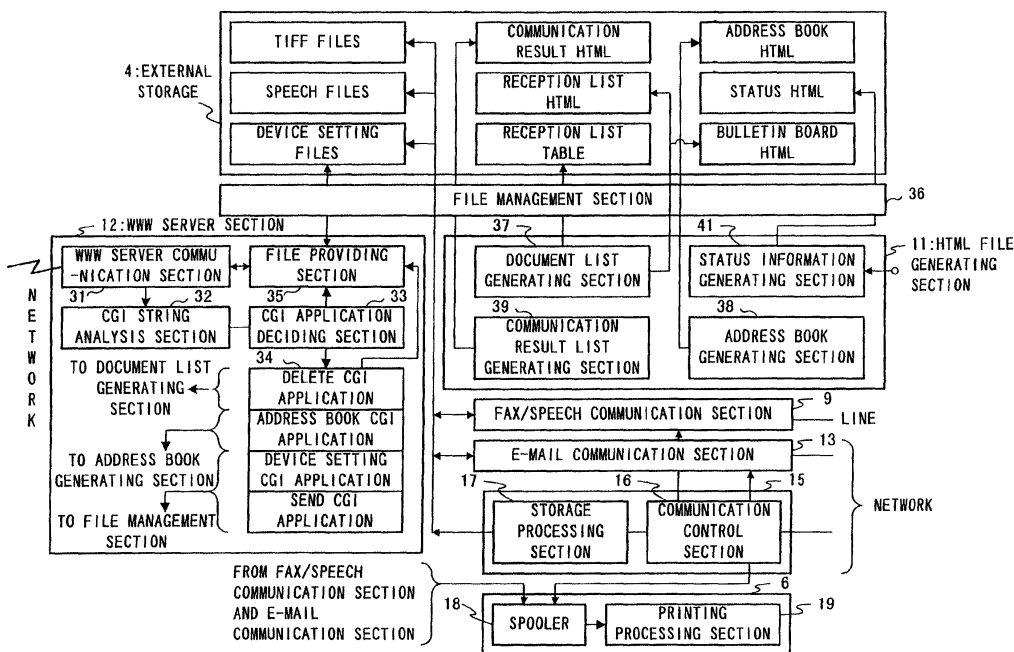 4:EXTERNAL
STORAGE
TIFF FILES
SPEECH FILES
DEVICE SETTING
FILES
COMMUNICATION
RESULT HTML
RECEPTION LIST
HTML
RECEPTION LIST
TABLE
ADDRESS BOOK
HTML
STATUS HTML
BULLETIN BOARD
HTML
FILE MANAGEMENT SECTION
36
12:WWW SERVER SECTION
WWW SERVER COMMU
-NICATION SECTION
31
32
CGI STRING
ANALYSIS SECTION
FILE PROVIDING
SECTION
35
33
CGI APPLICATION
DECIDING SECTION
34
DELETE CGI
APPLICATION
ADDRESS BOOK CGI
APPLICATION
DEVICE SETTING
CGI APPLICATION
SEND CGI
APPLICATION
TO DOCUMENT LIST
GENERATING
SECTION
TO ADDRESS BOOK
GENERATING SECTION
TO FILE MANAGEMENT
SECTION
NETWORK
37
DOCUMENT LIST
GENERATING SECTION
39
COMMUNICATION
RESULT LIST
GENERATING SECTION
41
STATUS INFORMATION
GENERATING SECTION
38
ADDRESS BOOK
GENERATING SECTION
11:HTML FILE
GENERATING
SECTION
FAX/SPEECH COMMUNICATION SECTION
9
LINE
E-MAIL COMMUNICATION SECTION
13
17
STORAGE
PROCESSING
SECTION
16
COMMUNICATION
CONTROL
SECTION
15
NETWORK
FROM FAX/SPEECH
COMMUNICATION SECTION
AND E-MAIL
COMMUNICATION SECTION
6
18
SPOOLER
PRINTING
PROCESSING SECTION
19